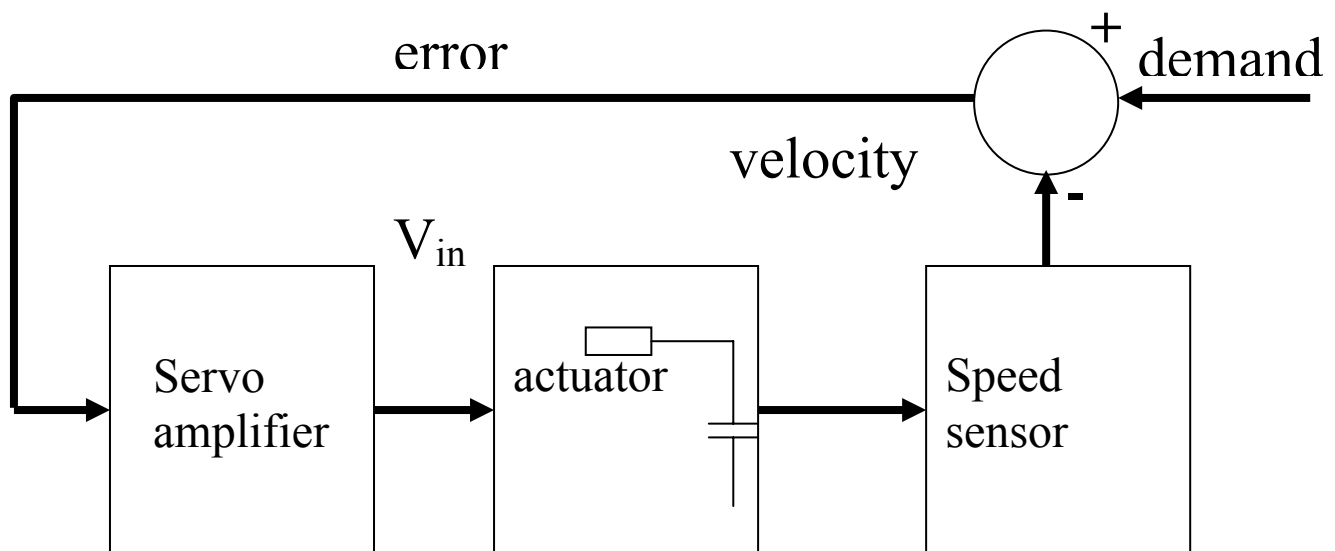 +
error
demand
velocity
-
V_in
Servo
amplifier
actuator
Speed
sensor